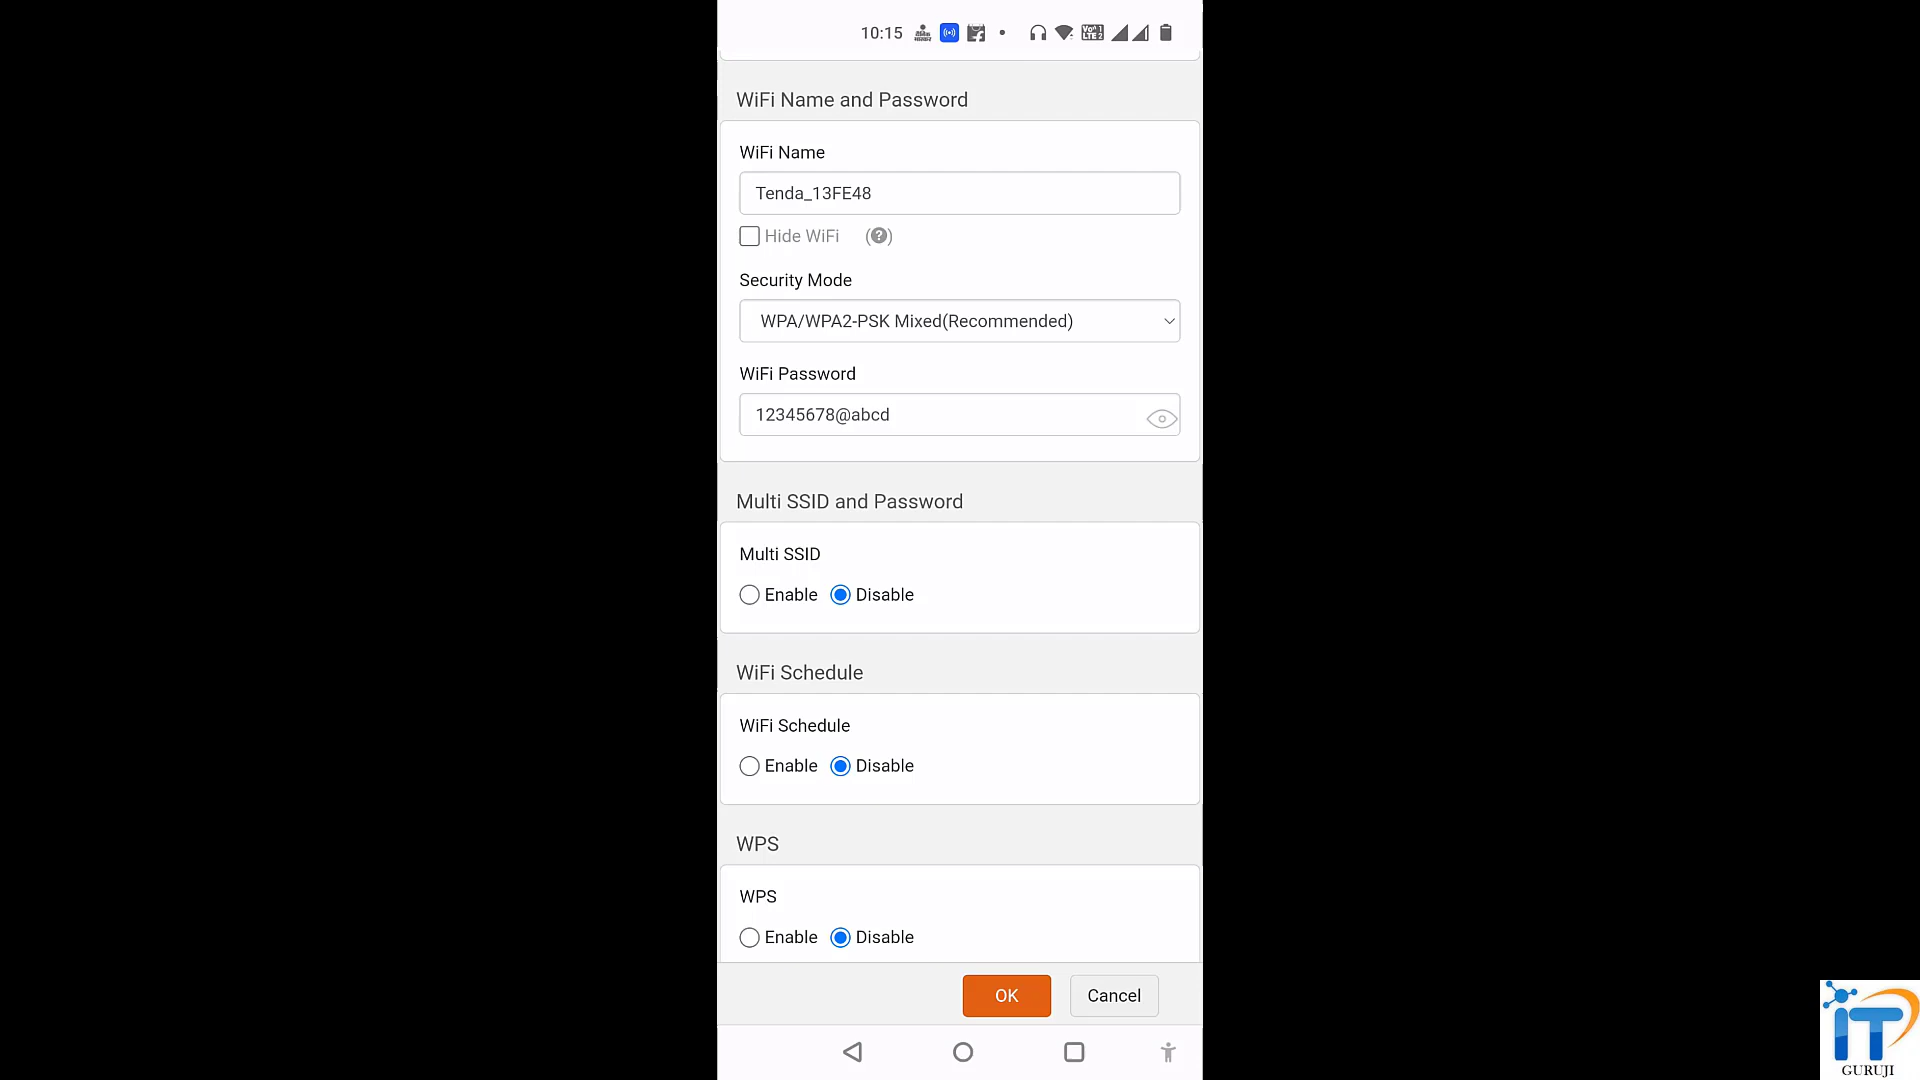 10:15
WiFi Name and Password
WiFi Name
Tenda_13FE48
Hide WiFi (?)
Security Mode
WPA/WPA2-PSK Mixed(Recommended)
WiFi Password
12345678@abcd
Multi SSID and Password
Multi SSID
Enable Disable
WiFi Schedule
WiFi Schedule
Enable Disable
WPS
WPS
Enable Disable
OK Cancel
iT
GURUJI